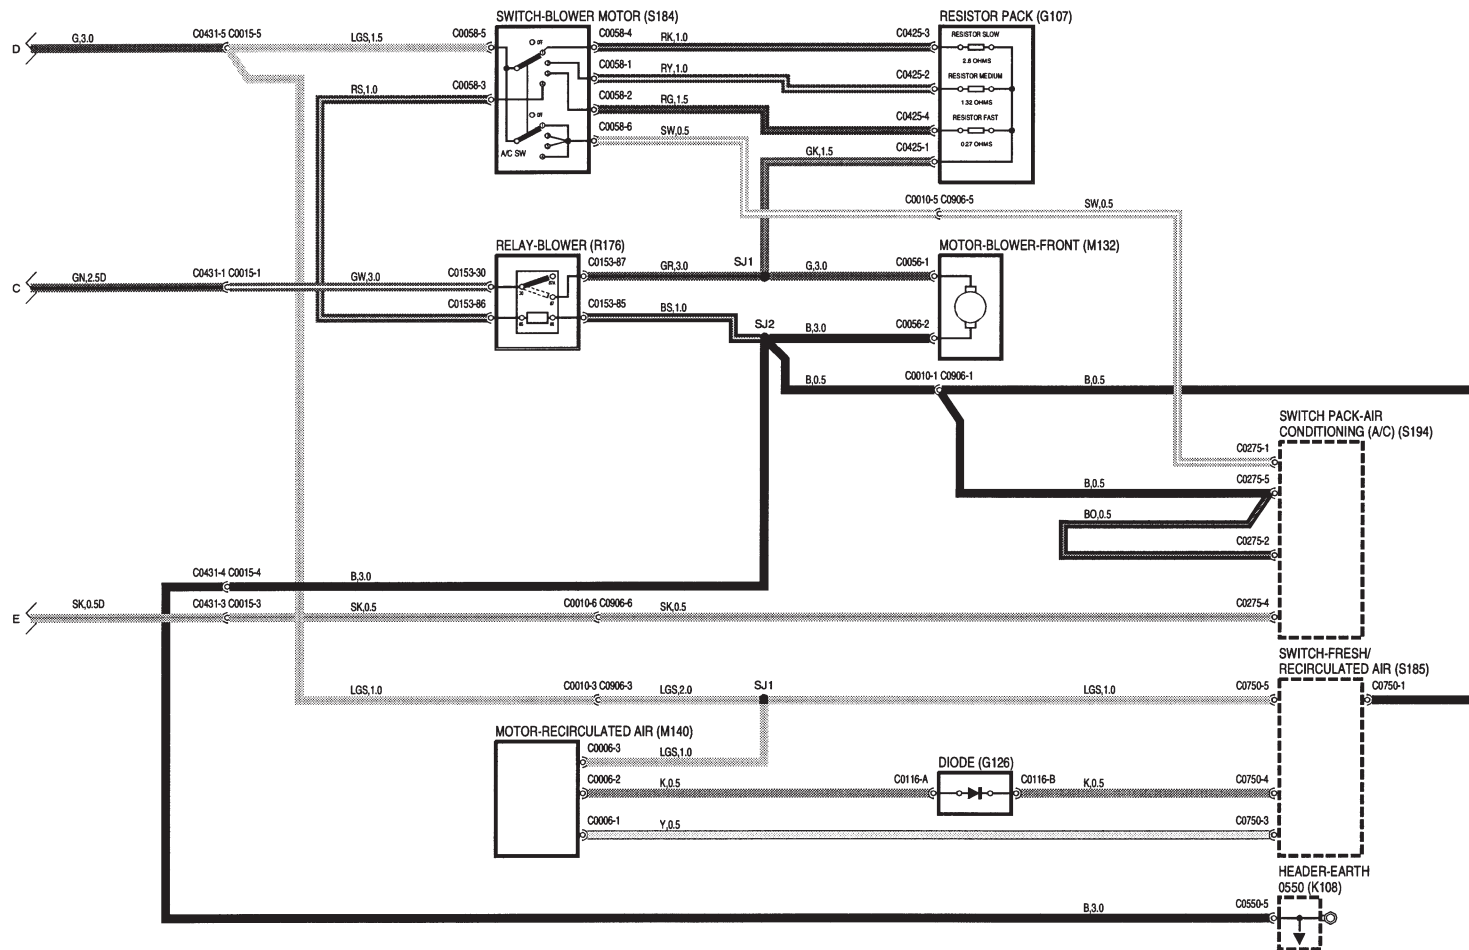 SWITCH-BLOWER MOTOR (S184)
RESISTOR PACK (G107)
D
G,3.0
C0431-5 C0015-5
LGS,1.5
C0058-5
C0058-4
RK,1.0
C0425-3
RESISTOR SLOW
2.6 OHMS
C0058-1
RY,1.0
C0425-2
RESISTOR MEDIUM
1.32 OHMS
RS,1.0
C0058-3
C0058-2
RG,1.5
C0425-4
RESISTOR FAST
0.27 OHMS
OFF
OFF
A/C SW
C0058-6
SW,0.5
GK,1.5
C0425-1
C0010-5 C0906-5
SW,0.5
RELAY-BLOWER (R176)
MOTOR-BLOWER-FRONT (M132)
C
GN,2.5D
C0431-1 C0015-1
GW,3.0
C0153-30
C0153-87
GR,3.0
SJ1
G,3.0
C0056-1
30
87A
87
C0153-86
C0153-85
BS,1.0
SJ2
B,3.0
C0056-2
B,0.5
C0010-1 C0906-1
B,0.5
SWITCH PACK-AIR
CONDITIONING (A/C) (S194)
C0275-1
C0275-5
B,0.5
BO,0.5
C0275-2
C0431-4 C0015-4
B,3.0
E
SK,0.5D
C0431-3 C0015-3
SK,0.5
C0010-6 C0906-6
SK,0.5
C0275-4
SWITCH-FRESH/
RECIRCULATED AIR (S185)
LGS,1.0
C0010-3 C0906-3
LGS,2.0
SJ1
LGS,1.0
C0750-5
C0750-1
MOTOR-RECIRCULATED AIR (M140)
C0006-3
LGS,1.0
DIODE (G126)
C0006-2
K,0.5
C0116-A
C0116-B
K,0.5
C0750-4
C0006-1
Y,0.5
C0750-3
HEADER-EARTH
0550 (K108)
B,3.0
C0550-5